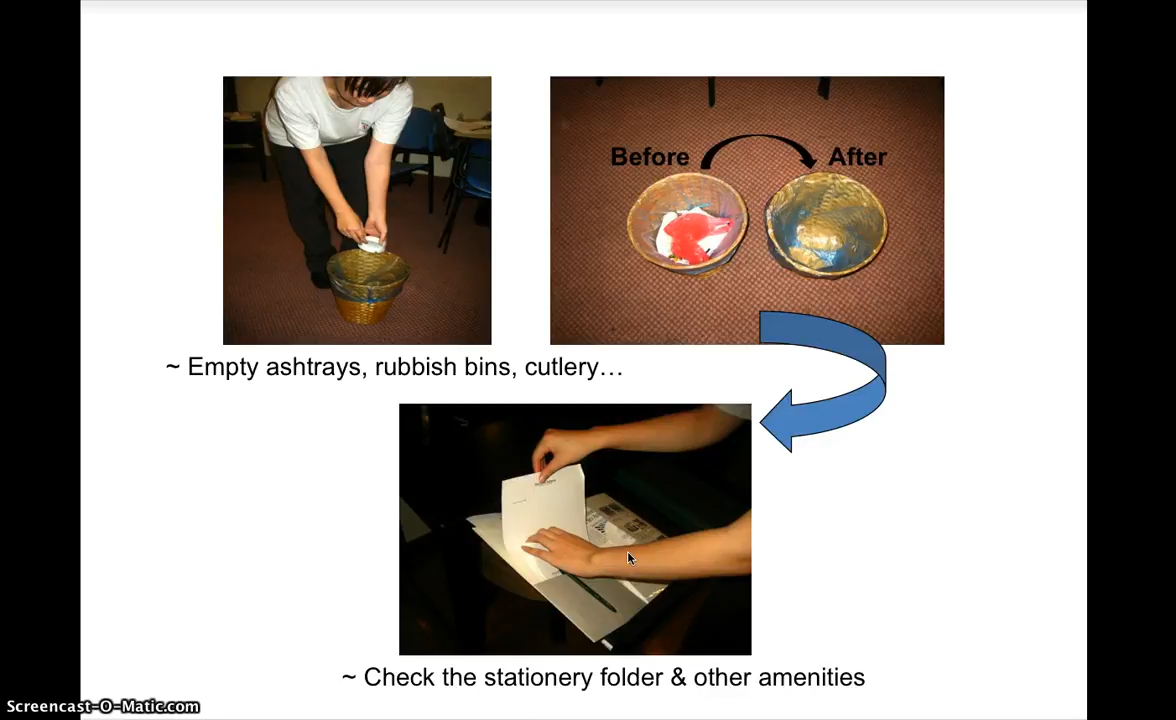 Before
After
~ Empty ashtrays, rubbish bins, cutlery…
~ Check the stationery folder & other amenities
Screencast-O-Matic.com